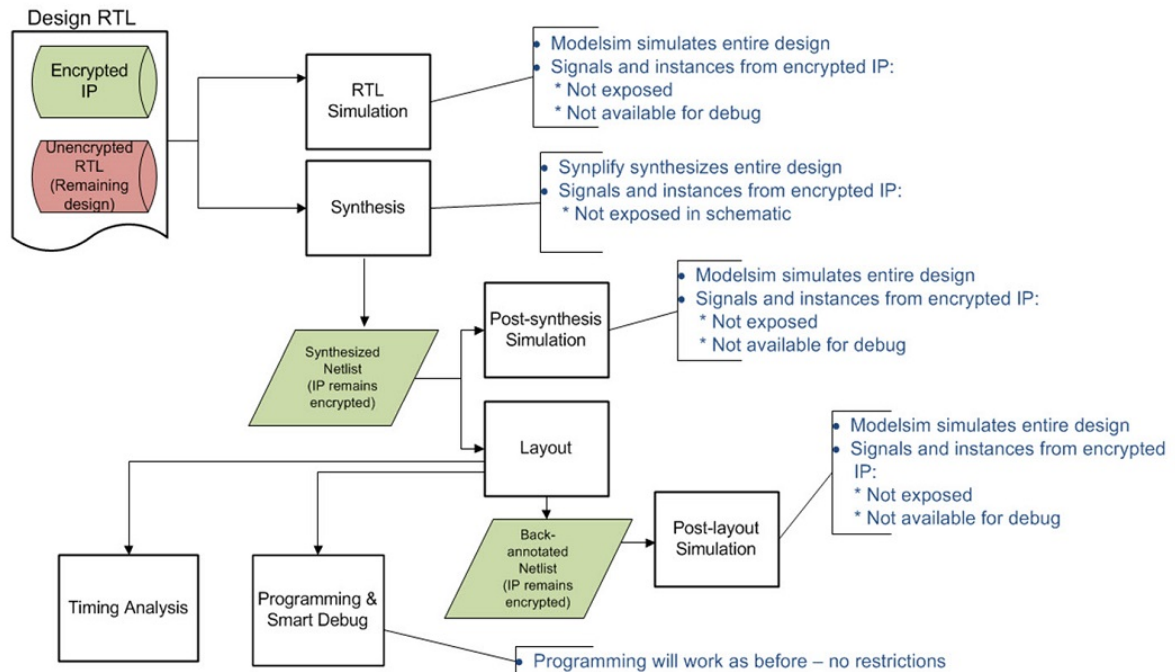 Design RTL
Encrypted
IP
Unencrypted
RTL
(Remaining
design)
RTL
Simulation
• Modelsim simulates entire design
• Signals and instances from encrypted IP:
* Not exposed
* Not available for debug
Synthesis
• Synplify synthesizes entire design
• Signals and instances from encrypted IP:
* Not exposed in schematic
Synthesized
Netlist
(IP remains
encrypted)
Post-synthesis
Simulation
• Modelsim simulates entire design
• Signals and instances from encrypted IP:
* Not exposed
* Not available for debug
Layout
Back-
annotated
Netlist
(IP remains
encrypted)
Post-layout
Simulation
• Modelsim simulates entire design
• Signals and instances from encrypted
IP:
* Not exposed
* Not available for debug
Timing Analysis
Programming &
Smart Debug
• Programming will work as before – no restrictions